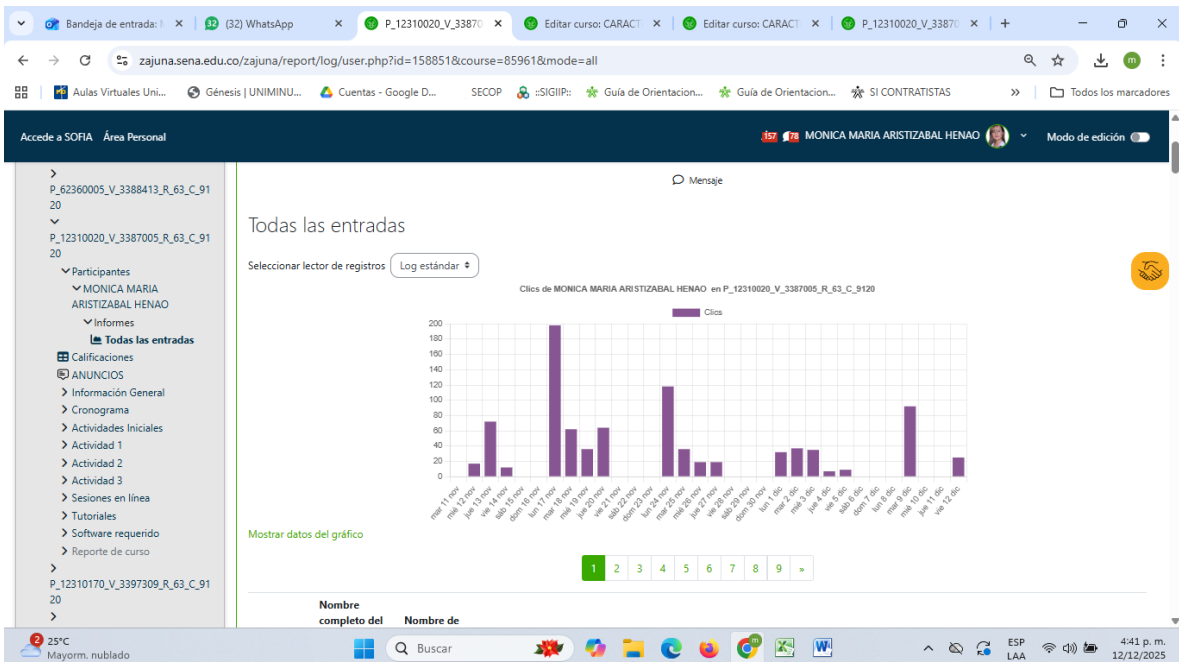 Bandeja de entrada: M
(32) WhatsApp
P_12310020_V_33870
Editar curso: CARACT
Editar curso: CARACT
P_12310020_V_33870
zajuna.sena.edu.co/zajuna/report/log/user.php?id=158851&course=85961&mode=all
Aulas Virtuales Uni...
Génesis | UNIMINU...
Cuentas - Google D...
SECOP
::SIGIIP::
Guía de Orientacion...
Guía de Orientacion...
SI CONTRATISTAS
Todos los marcadores
Accede a SOFIA Área Personal
157 78 MONICA MARIA ARISTIZABAL HENAO
Modo de edición
P_62360005_V_3388413_R_63_C_91
20
P_12310020_V_3387005_R_63_C_91
20
Participantes
MONICA MARIA
ARISTIZABAL HENAO
Informes
Todas las entradas
Calificaciones
ANUNCIOS
Información General
Cronograma
Actividades Iniciales
Actividad 1
Actividad 2
Actividad 3
Sesiones en línea
Tutoriales
Software requerido
Reporte de curso
P_12310170_V_3397309_R_63_C_91
20
Mensaje
Todas las entradas
Seleccionar lector de registros Log estándar
Clics de MONICA MARIA ARISTIZABAL HENAO en P_12310020_V_3387005_R_63_C_9120
Clics
200
180
160
140
120
100
80
60
40
20
0
mar 11 nov
mié 12 nov
jue 13 nov
vie 14 nov
sáb 15 nov
dom 16 nov
lun 17 nov
mar 18 nov
mié 19 nov
jue 20 nov
vie 21 nov
sáb 22 nov
dom 23 nov
lun 24 nov
mar 25 nov
mié 26 nov
jue 27 nov
vie 28 nov
sáb 29 nov
dom 30 nov
lun 1 dic
mar 2 dic
mié 3 dic
jue 4 dic
vie 5 dic
sáb 6 dic
dom 7 dic
lun 8 dic
mar 9 dic
mié 10 dic
jue 11 dic
vie 12 dic
Mostrar datos del gráfico
1 2 3 4 5 6 7 8 9 »
Nombre
completo del Nombre de
2
25°C
Mayorm. nublado
Buscar
ESP
LAA
4:41 p. m.
12/12/2025